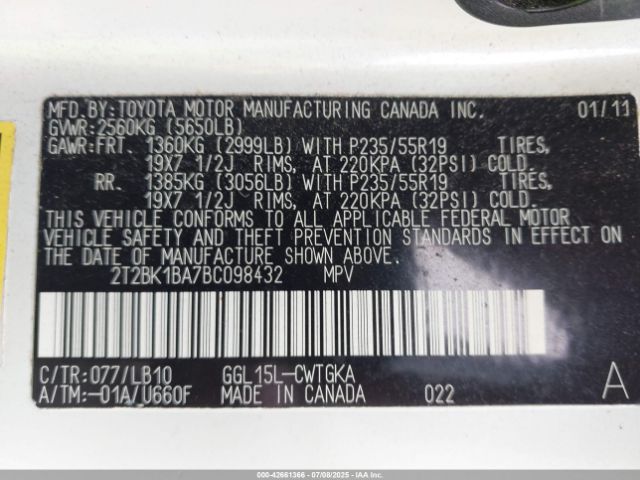 MFD.BY:TOYOTA MOTOR MANUFACTURING CANADA INC. 01/11
GVWR:2560KG (5650LB)
GAWR:FRT. 1360KG (2999LB) WITH P235/55R19 TIRES,
19X7 1/2J RIMS, AT 220KPA (32PSI) COLD.
RR. 1385KG (3056LB) WITH P235/55R19 TIRES,
19X7 1/2J RIMS, AT 220KPA (32PSI) COLD.
THIS VEHICLE CONFORMS TO ALL APPLICABLE FEDERAL MOTOR
VEHICLE SAFETY AND THEFT PREVENTION STANDARDS IN EFFECT ON
THE DATE OF MANUFACTURE SHOWN ABOVE.
2T2BK1BA7BC098432 MPV
C/TR:077/LB10 GGL15L-CWTGKA
A/TM:-01A/U660F MADE IN CANADA 022 A
000-42661366 | 07/08/2025 - IAA Inc.